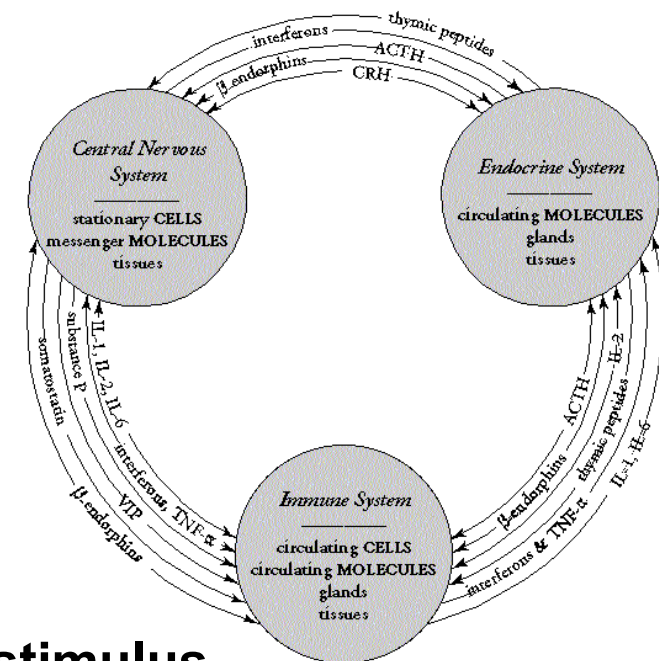 thymic peptides
interferons
ACTH
β-endorphins
CRH
Central Nervous
System
stationary CELLS
messenger MOLECULES
tissues
Endocrine System
circulating MOLECULES
glands
tissues
somatostatin
substance P
IL-1, IL-2, IL-6
interferons, TNF-α
VIP
β-endorphins
ACTH
IL-2
β-endorphins
thymic peptides
IL-1, IL-6
interferons & TNF-α
Immune System
circulating CELLS
circulating MOLECULES
glands
tissues
stimulus